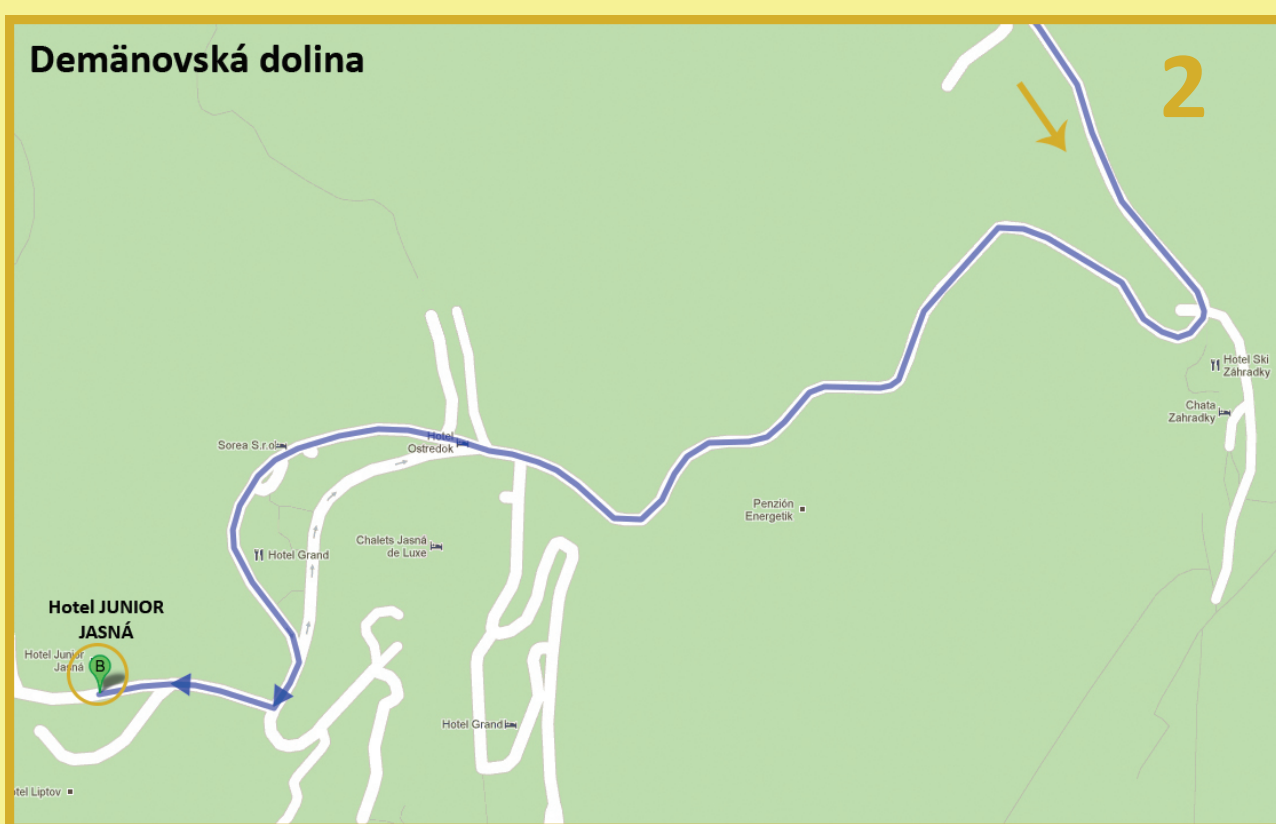 Demänovská dolina
2
Hotel Ski
Záhradky
Chata
Zahradky
Hotel
Ostredok
Sorea S.r.o
Penzión
Energetik
Chalets Jasná
de Luxe
Hotel Grand
Hotel JUNIOR
JASNÁ
Hotel Junior
Jasná
B
Hotel Grand
tel Liptov